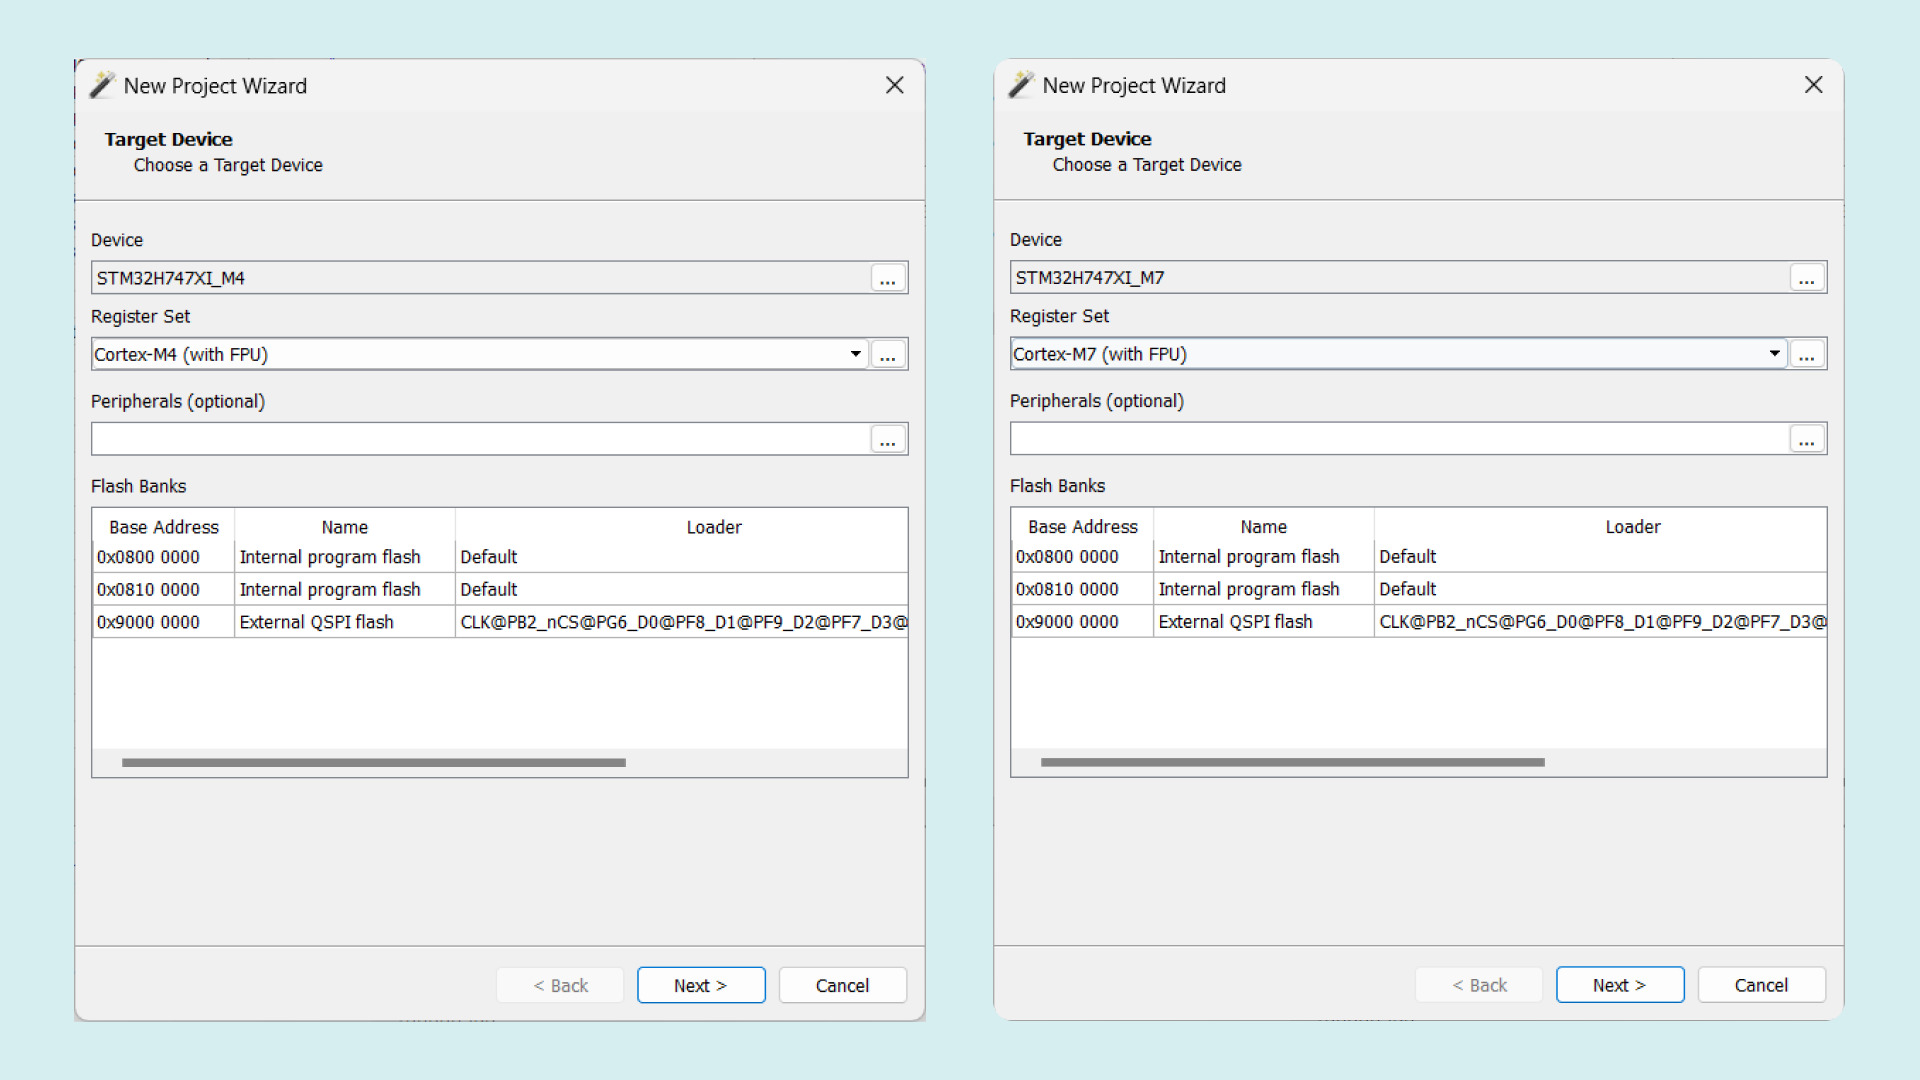 New Project Wizard
Target Device
Choose a Target Device
Device
STM32H747XI_M4
...
Register Set
Cortex-M4 (with FPU)
...
Peripherals (optional)
...
Flash Banks
Base Address Name Loader
0x0800 0000 Internal program flash Default
0x0810 0000 Internal program flash Default
0x9000 0000 External QSPI flash CLK@PB2_nCS@PG6_D0@PF8_D1@PF9_D2@PF7_D3@
< Back Next > Cancel
New Project Wizard
Target Device
Choose a Target Device
Device
STM32H747XI_M7
...
Register Set
Cortex-M7 (with FPU)
...
Peripherals (optional)
...
Flash Banks
Base Address Name Loader
0x0800 0000 Internal program flash Default
0x0810 0000 Internal program flash Default
0x9000 0000 External QSPI flash CLK@PB2_nCS@PG6_D0@PF8_D1@PF9_D2@PF7_D3@
< Back Next > Cancel